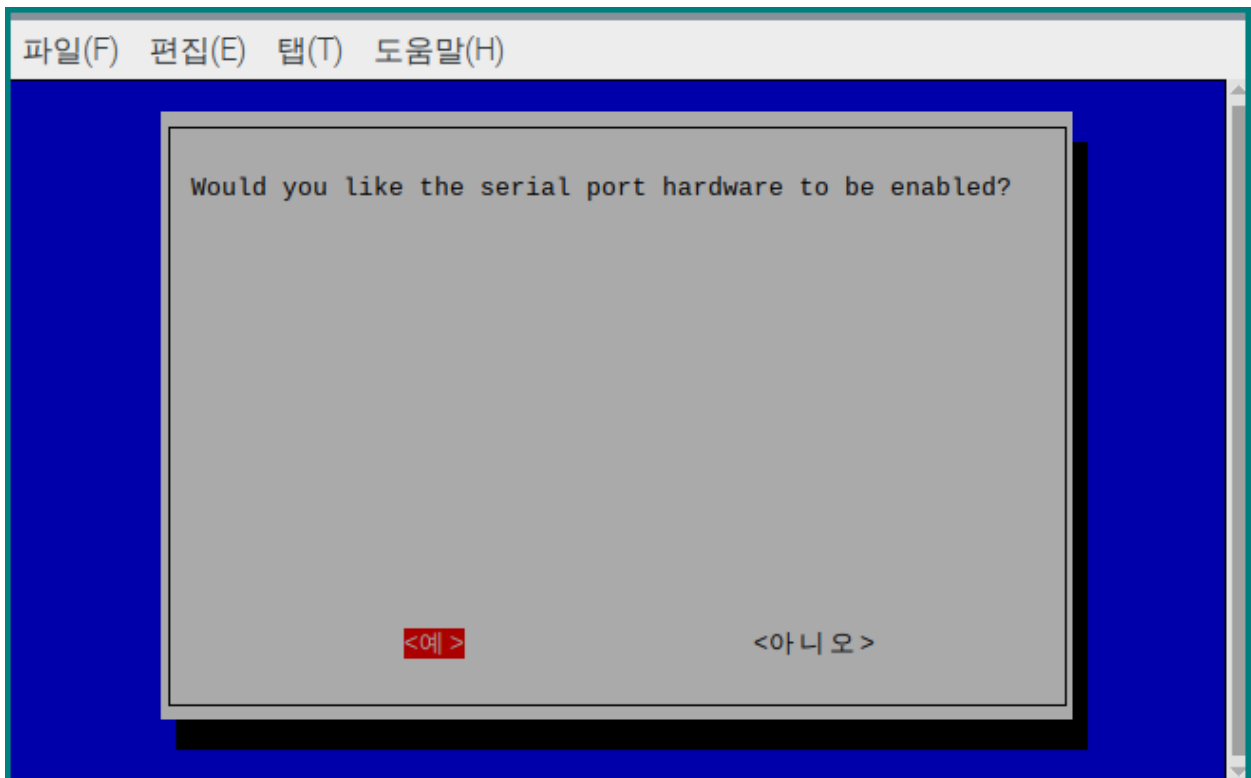 파일(F) 편집(E) 탭(T) 도움말(H)
Would you like the serial port hardware to be enabled?
<예> <아니오>